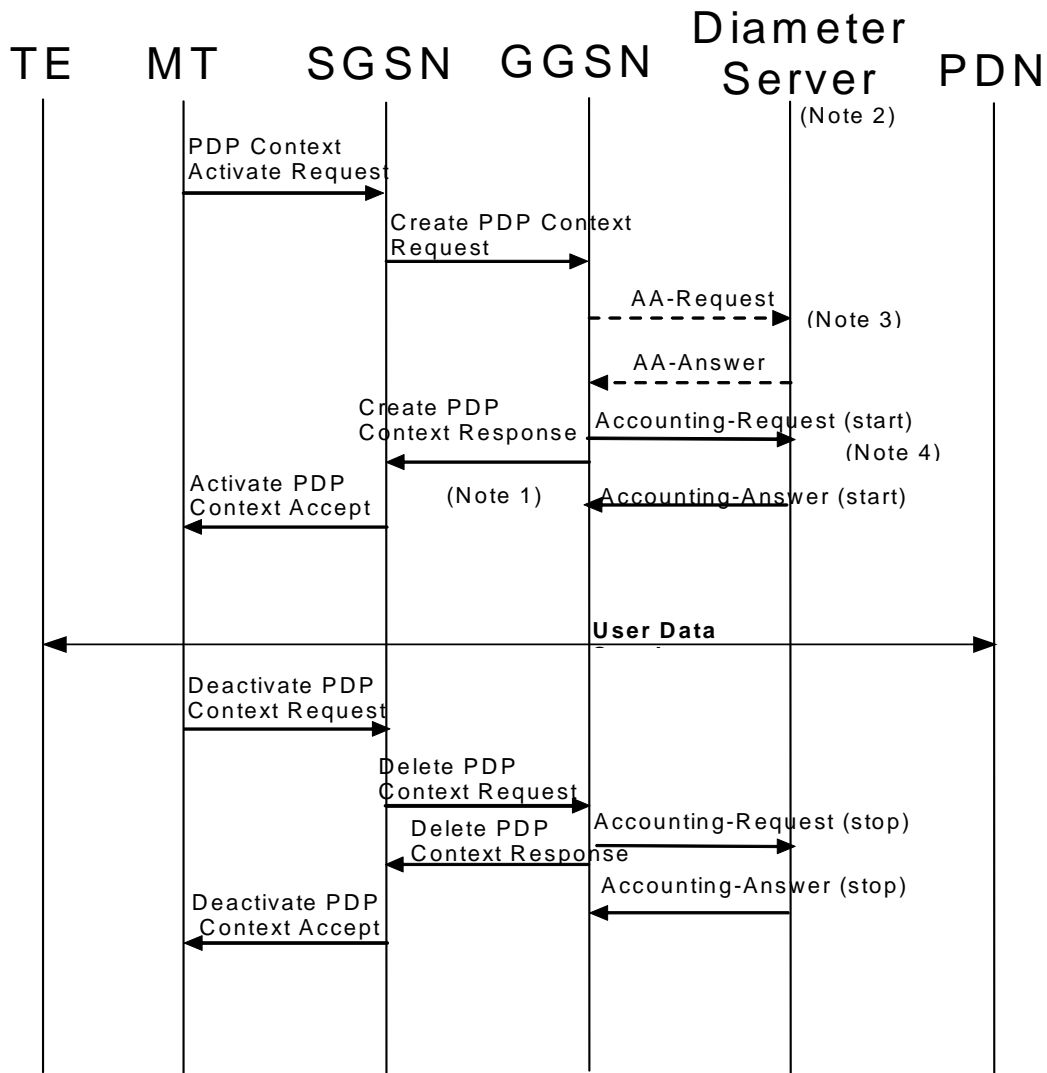 TE MT SGSN GGSN Diameter Server PDN
(Note 2)
PDP Context
Activate Request
Create PDP Context
Request
AA-Request
(Note 3)
AA-Answer
Create PDP
Context Response
Accounting-Request (start)
(Note 4)
Activate PDP
Context Accept
(Note 1)
Accounting-Answer (start)
User Data
Deactivate PDP
Context Request
Delete PDP
Context Request
Accounting-Request (stop)
Delete PDP
Context Response
Accounting-Answer (stop)
Deactivate PDP
Context Accept